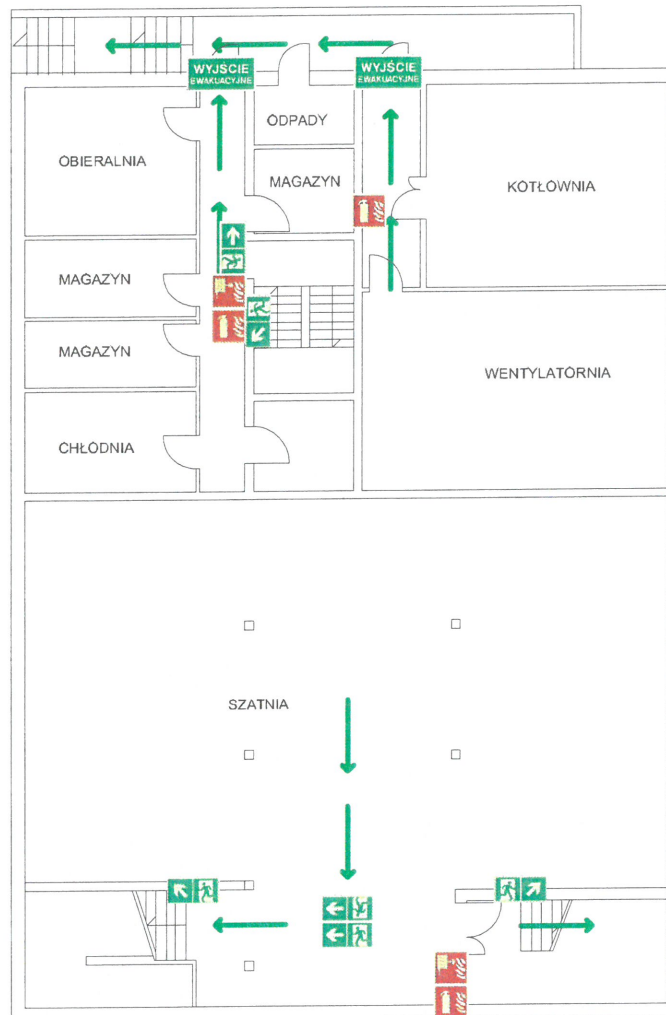 WYJŚCIE
EWAKUACYJNE
WYJŚCIE
EWAKUACYJNE
ODPADY
OBIERALNIA
MAGAZYN
KOTŁOWNIA
MAGAZYN
MAGAZYN
WENTYLATORNIA
CHŁODNIA
SZATNIA